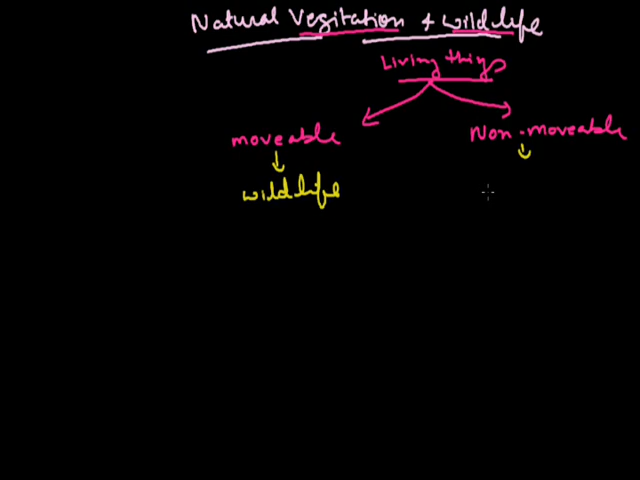 Natural Vegitation + wildlife
Living things
moveable
Non-moveable
wildlife